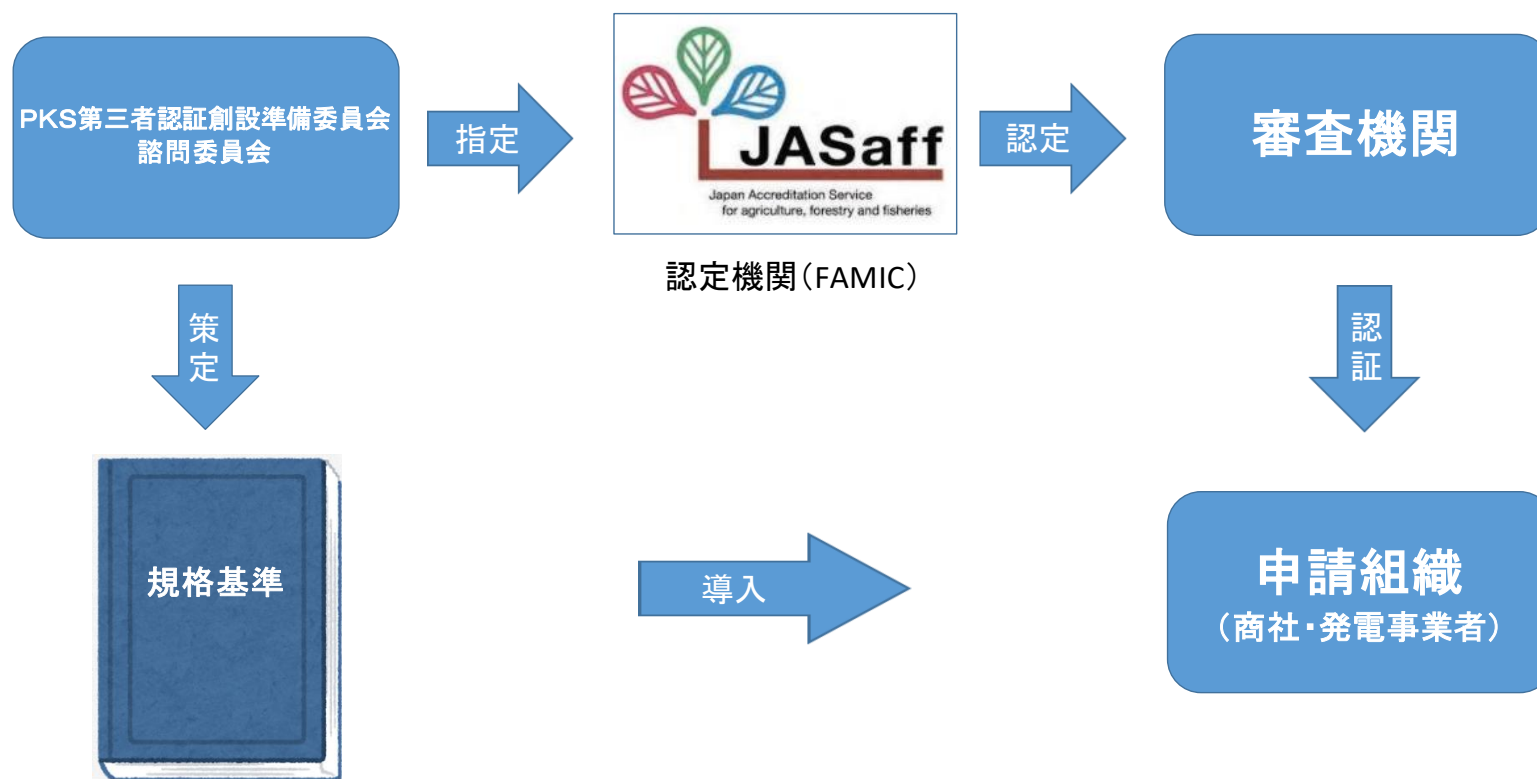 PKS第三者認証創設準備委員会
諮問委員会
指定
JASaff
Japan Accreditation Service
for agriculture, forestry and fisheries
認定
審査機関
認定機関（FAMIC）
策定
認証
規格基準
導入
申請組織
（商社・発電事業者）